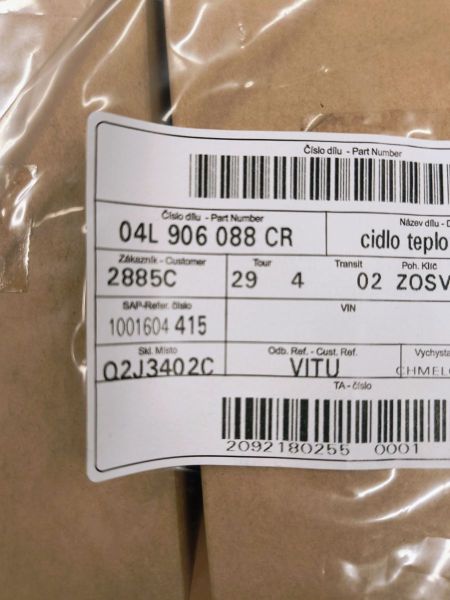 Číslo dílu - Part Number
Číslo dílu - Part Number Název dílu - D
04L 906 088 CR cidlo teplo
Zákazník - Customer Tour Transit Poh. Klíč
2885C 29 4 02 ZOSV
SAP-Refer. číslo VIN
1001604 415
Skl. Místo Odb. Ref. - Cust. Ref. Vychysta
Q2J3402C VITU CHMELO
TA - číslo
2092180255 0001